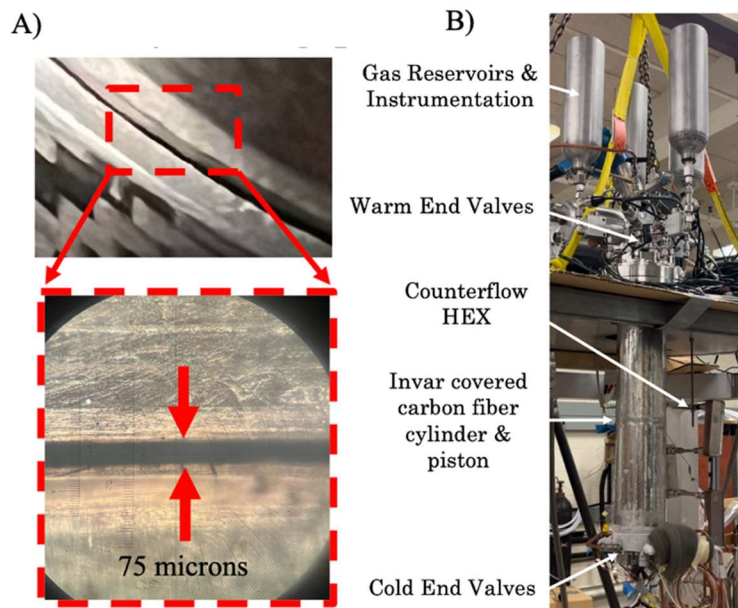 A)
75 microns
B)
Gas Reservoirs &
Instrumentation
Warm End Valves
Counterflow
HEX
Invar covered
carbon fiber
cylinder &
piston
Cold End Valves